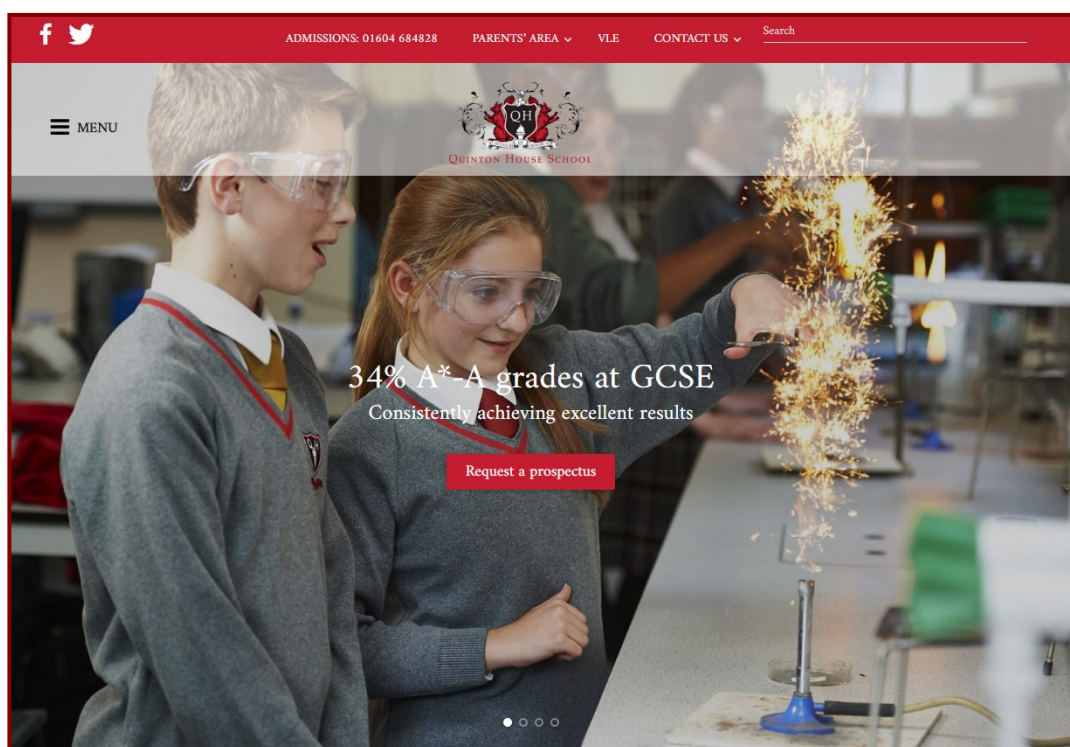 ADMISSIONS: 01604 684828 PARENTS' AREA VLE CONTACT US Search
MENU
QH
QUINTON HOUSE SCHOOL
34% A*-A grades at GCSE
Consistently achieving excellent results
Request a prospectus